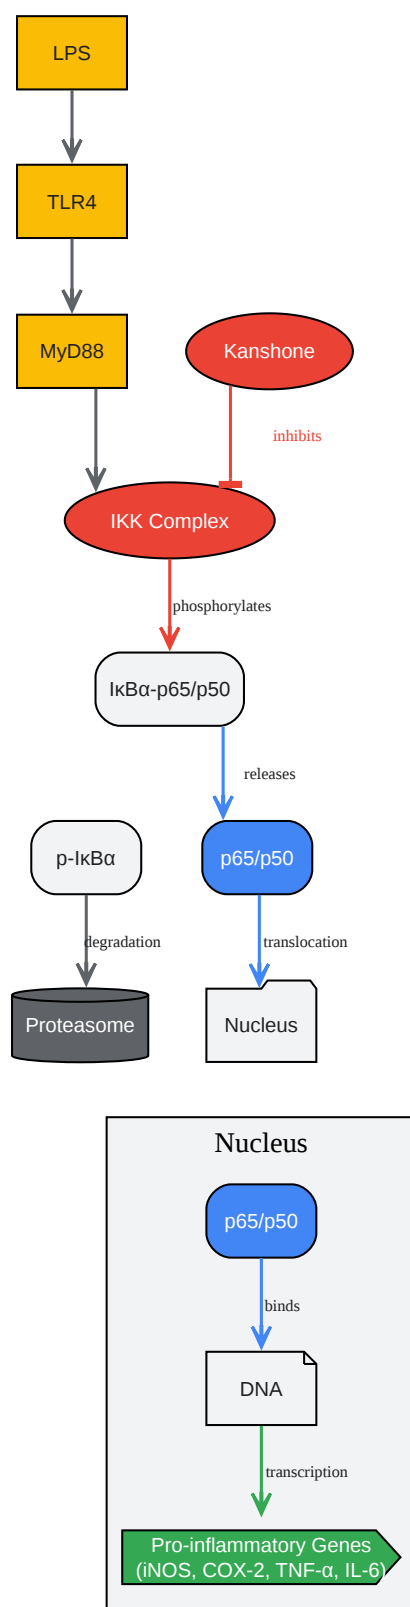 LPS
TLR4
MyD88
Kanshone
inhibits
IKK Complex
phosphorylates
IκBα-p65/p50
releases
p-IκBα
p65/p50
degradation
translocation
Proteasome
Nucleus
Nucleus
p65/p50
binds
DNA
transcription
Pro-inflammatory Genes
(iNOS, COX-2, TNF-α, IL-6)